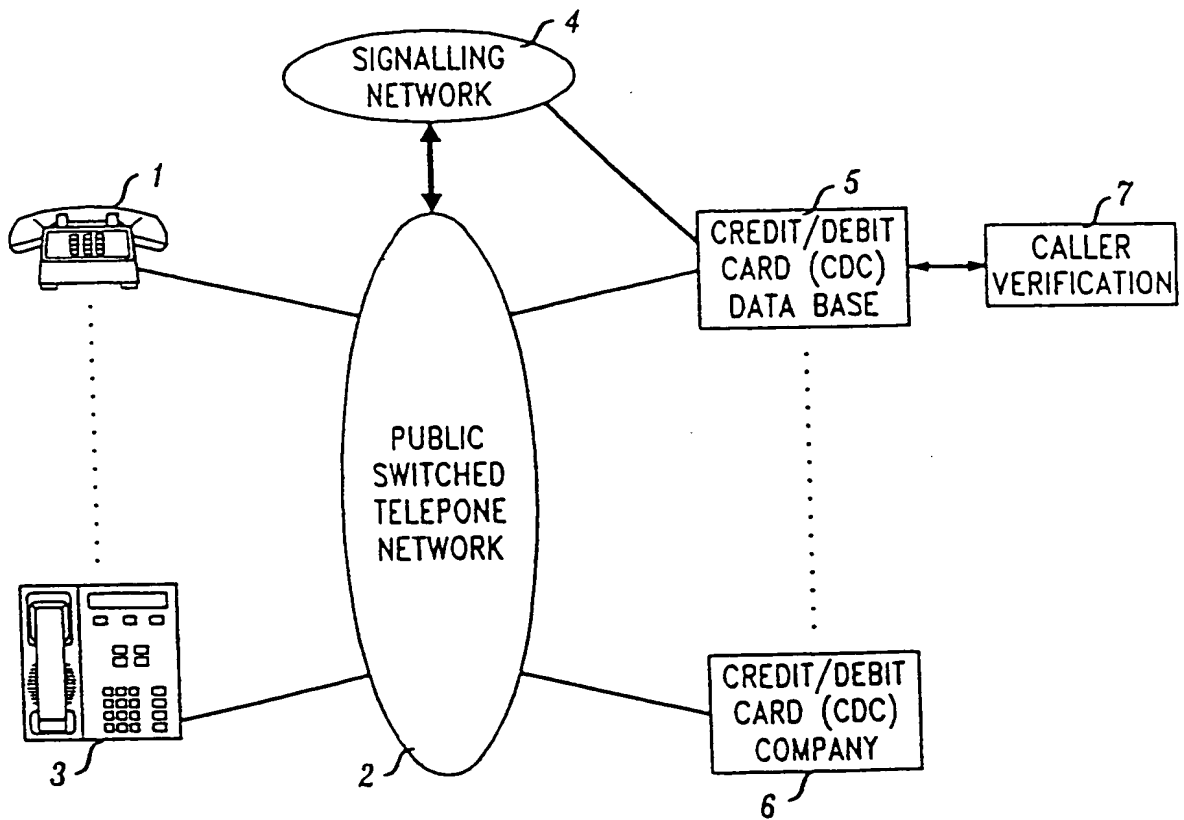 4
SIGNALLING
NETWORK
1
5
7
CREDIT/DEBIT
CARD (CDC)
DATA BASE
CALLER
VERIFICATION
PUBLIC
SWITCHED
TELEPONE
NETWORK
CREDIT/DEBIT
CARD (CDC)
COMPANY
3
2
6